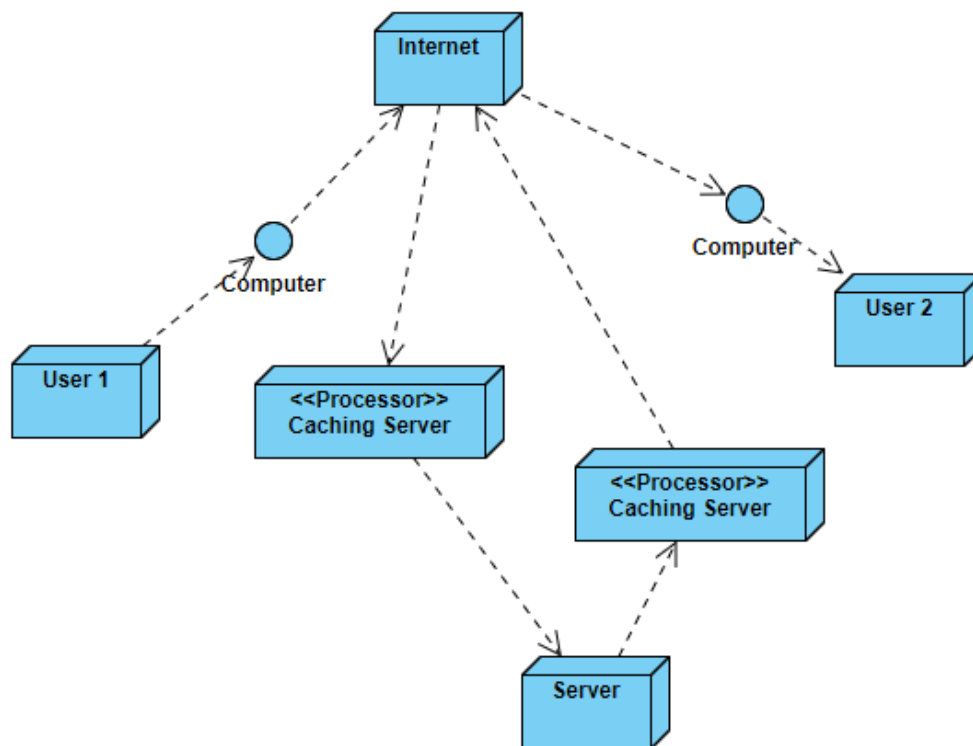 Internet
Computer
Computer
User 2
User 1
<<Processor>>
Caching Server
<<Processor>>
Caching Server
Server